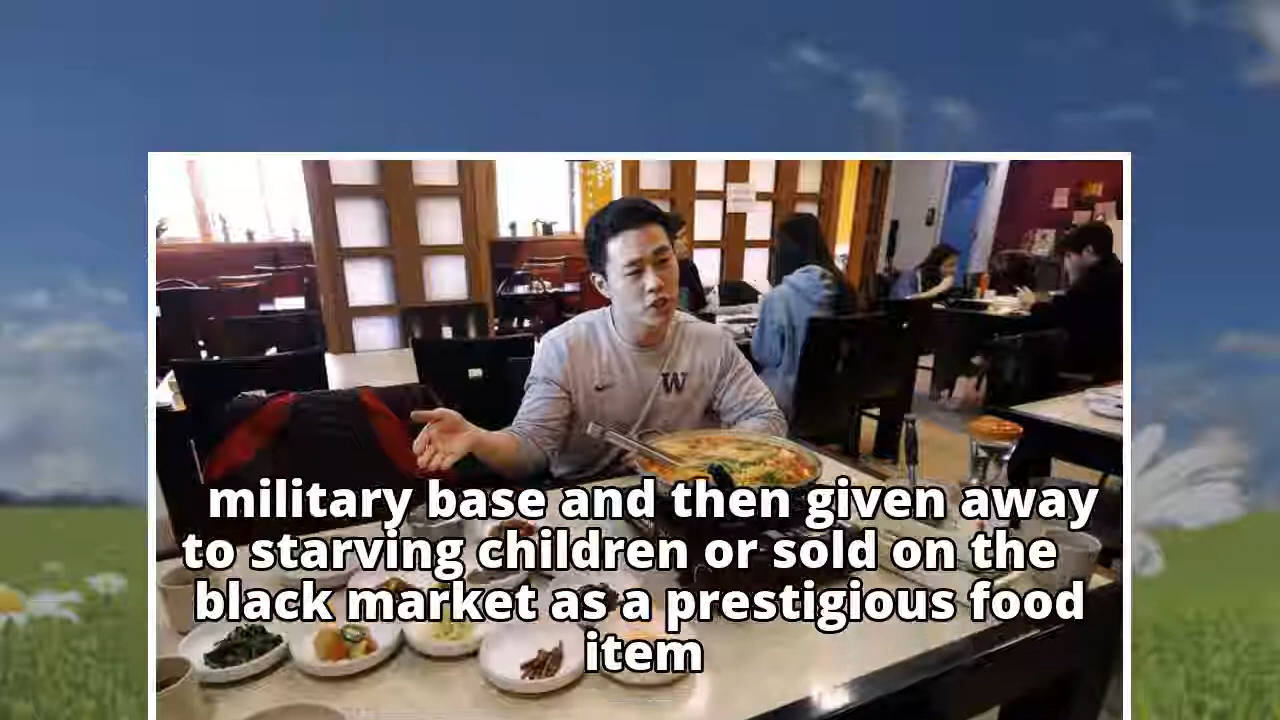 W
military base and then given away
to starving children or sold on the
black market as a prestigious food
item